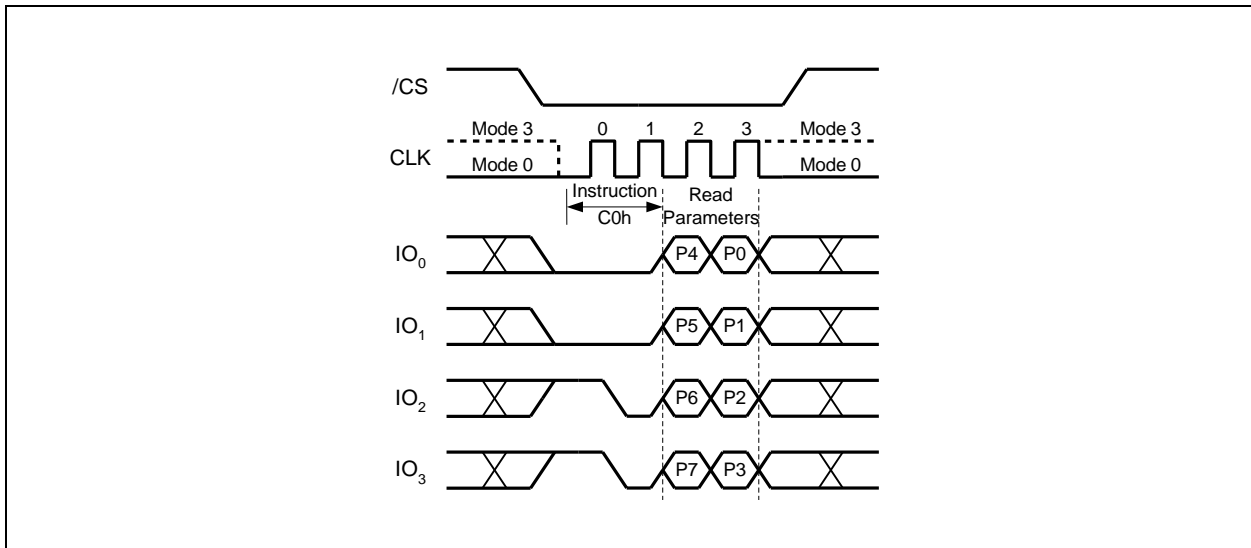 /CS
Mode 3 0 1 2 3 Mode 3
CLK
Mode 0 Mode 0
Instruction Read
C0h Parameters
IO0 P4 P0
IO1 P5 P1
IO2 P6 P2
IO3 P7 P3